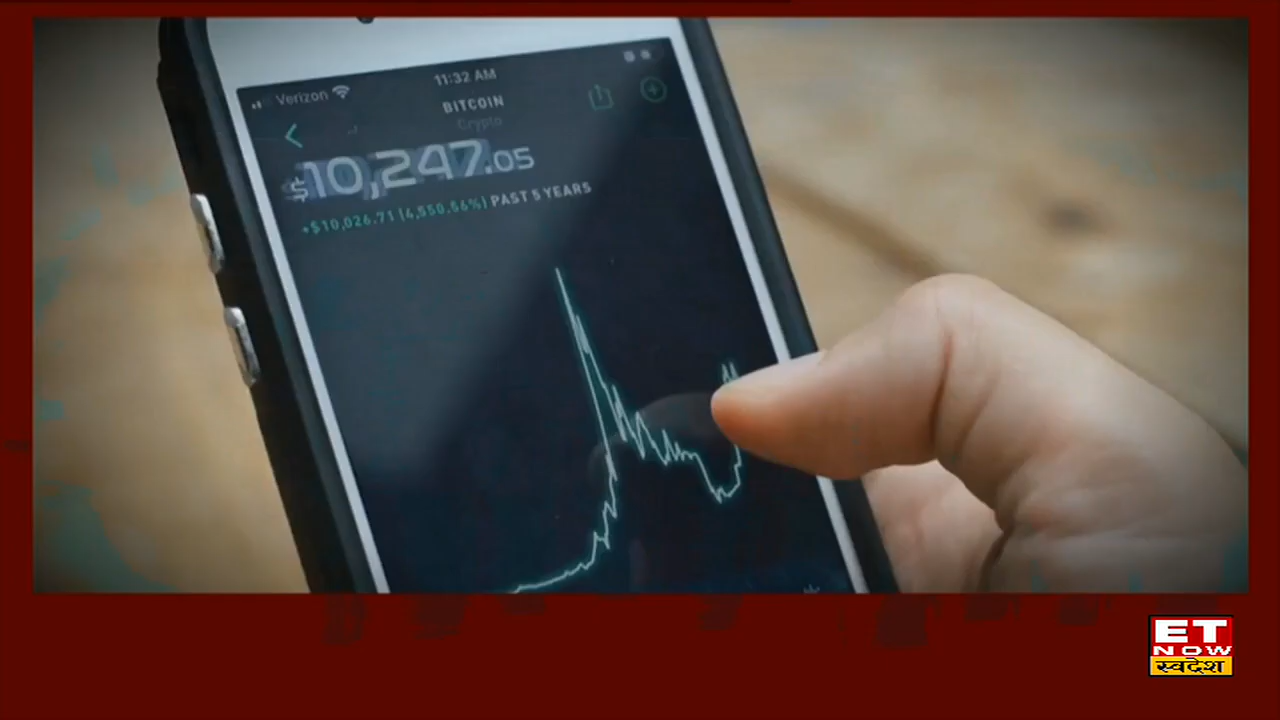 Verizon 11:32 AM
BITCOIN
Crypto
$10,247.05
+$10,026.71 (4,550.56%) PAST 5 YEARS
ET
NOW
स्वदेश